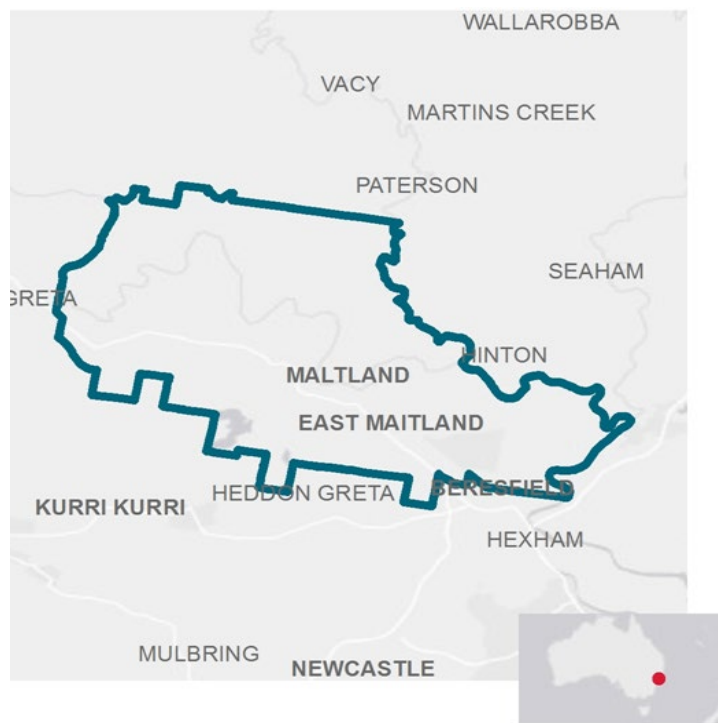 WALLAROBBA
VACY
MARTINS CREEK
PATERSON
SEAHAM
GRETA
HINTON
MALTLAND
EAST MAITLAND
BERESFIELD
HEDDON GRETA
KURRI KURRI
HEXHAM
MULBRING
NEWCASTLE